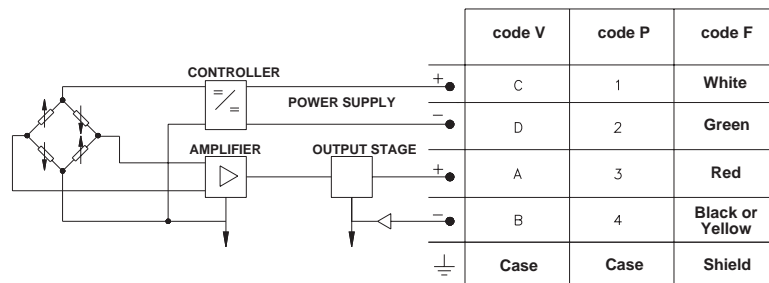 code V code P code F
CONTROLLER
+ C 1 White
= / =
POWER SUPPLY
- D 2 Green
AMPLIFIER OUTPUT STAGE
+ A 3 Red
- B 4 Black or
Yellow
Case Case Shield